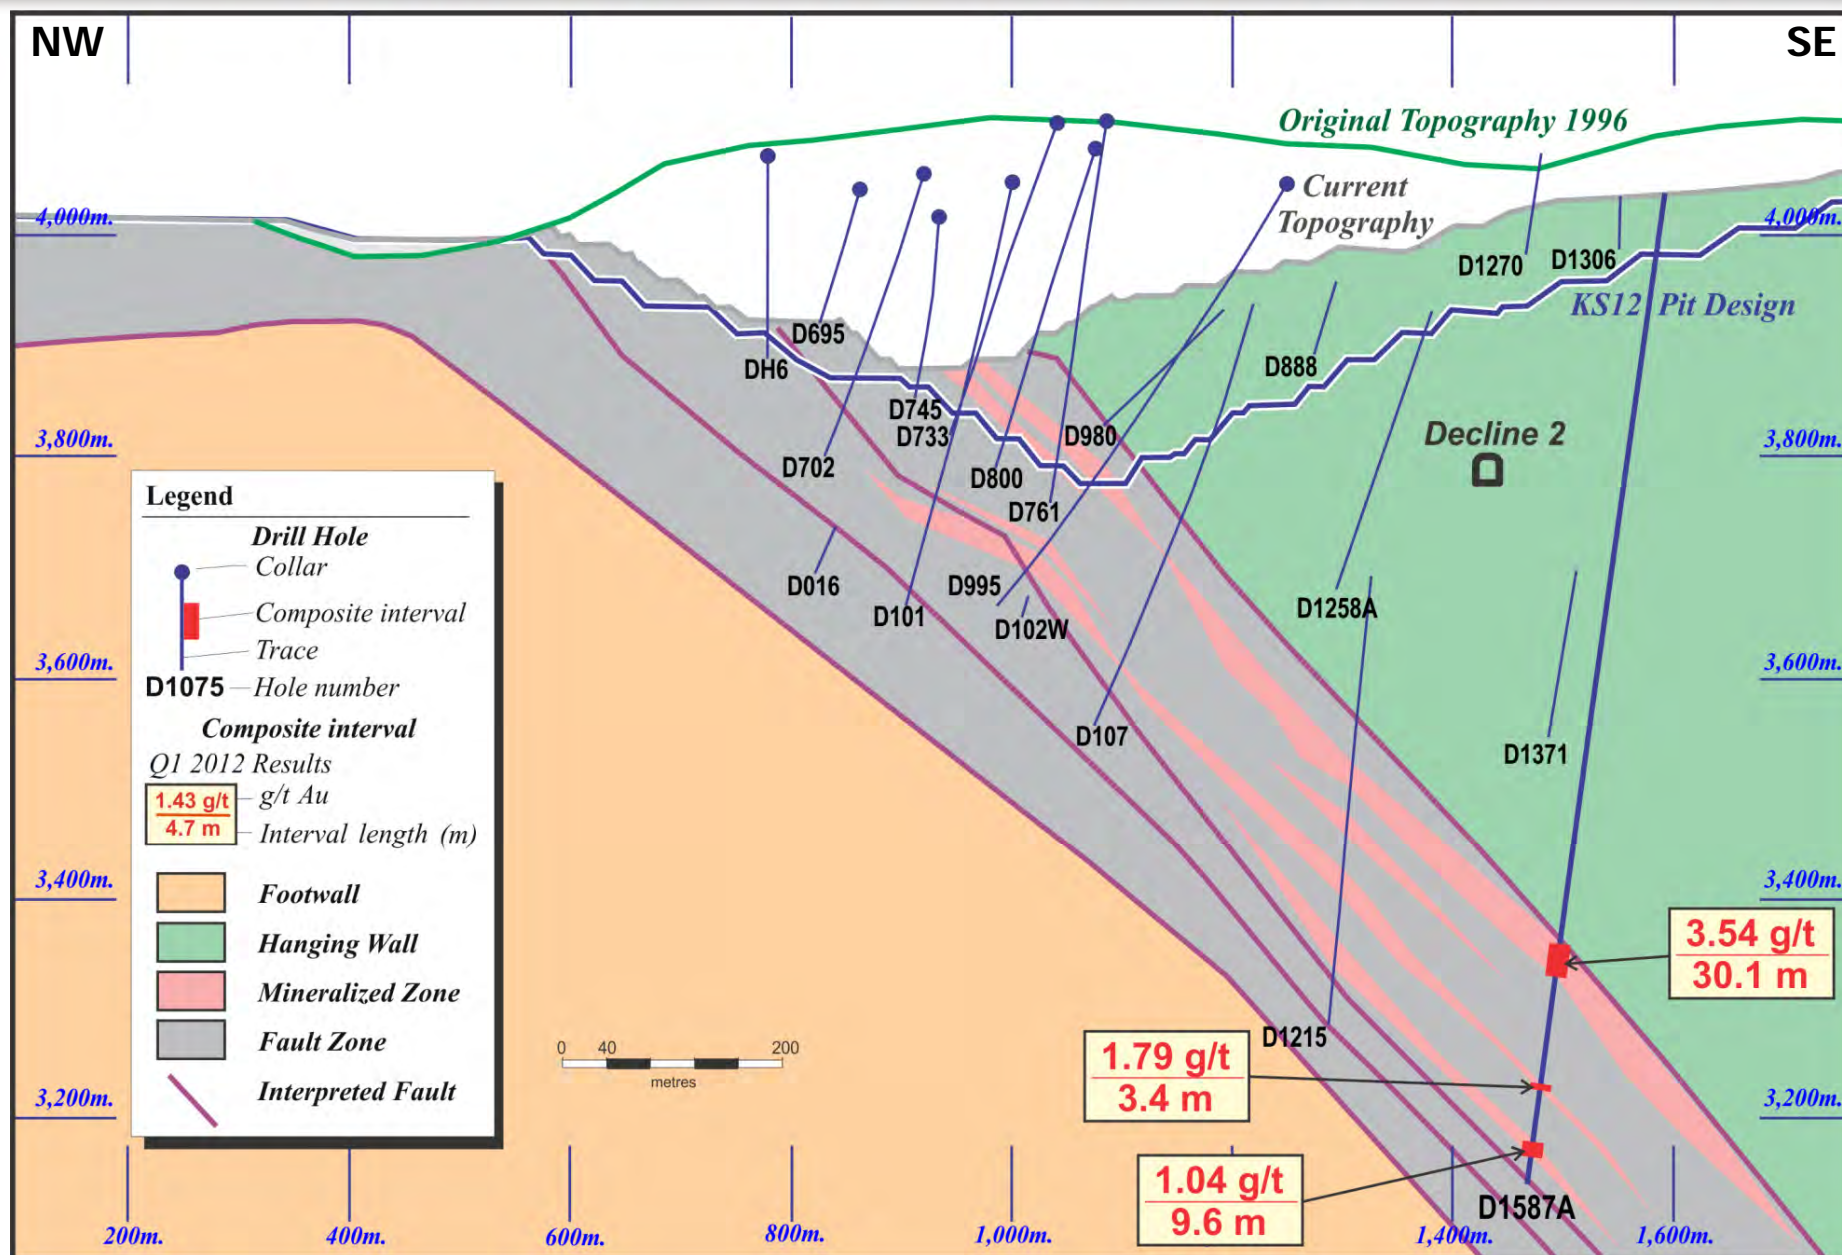 NW
SE
Original Topography 1996
Current
Topography
4,000m.
4,000m.
D1270
D1306
KS12 Pit Design
D695
DH6
D888
D745
D733
D980
Decline 2
3,800m.
3,800m.
D702
D800
D761
Legend
Drill Hole
Collar
Composite interval
Trace
D1075
Hole number
Composite interval
Q1 2012 Results
1.43 g/t
g/t Au
4.7 m
Interval length (m)
Footwall
Hanging Wall
Mineralized Zone
Fault Zone
Interpreted Fault
D016
D995
D101
D102W
D1258A
3,600m.
3,600m.
D107
D1371
3,400m.
3,400m.
3.54 g/t
30.1 m
D1215
0 40 200
metres
1.79 g/t
3.4 m
3,200m.
3,200m.
1.04 g/t
9.6 m
D1587A
200m.
400m.
600m.
800m.
1,000m.
1,400m.
1,600m.